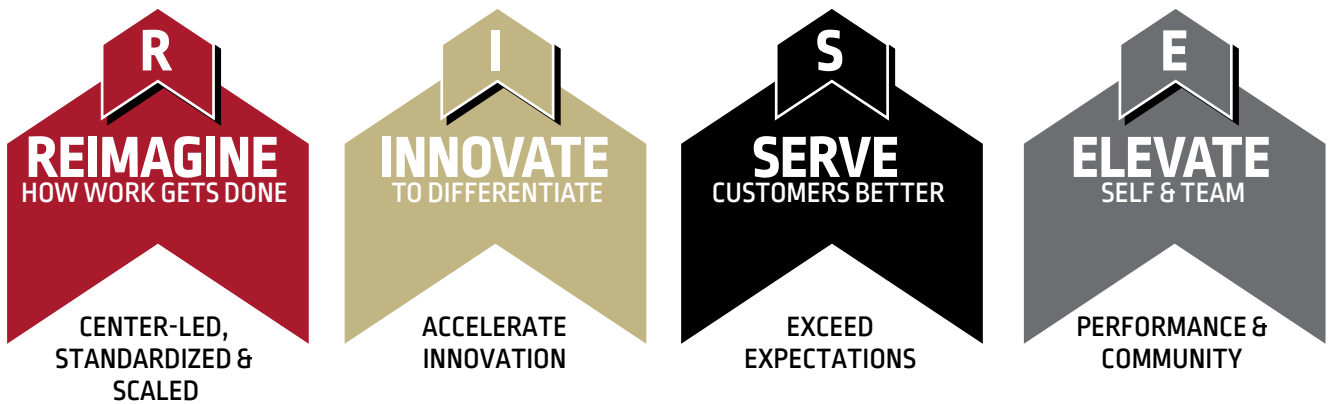 R
REIMAGINE
HOW WORK GETS DONE
CENTER-LED,
STANDARDIZED &
SCALED
I
INNOVATE
TO DIFFERENTIATE
ACCELERATE
INNOVATION
S
SERVE
CUSTOMERS BETTER
EXCEED
EXPECTATIONS
E
ELEVATE
SELF & TEAM
PERFORMANCE &
COMMUNITY